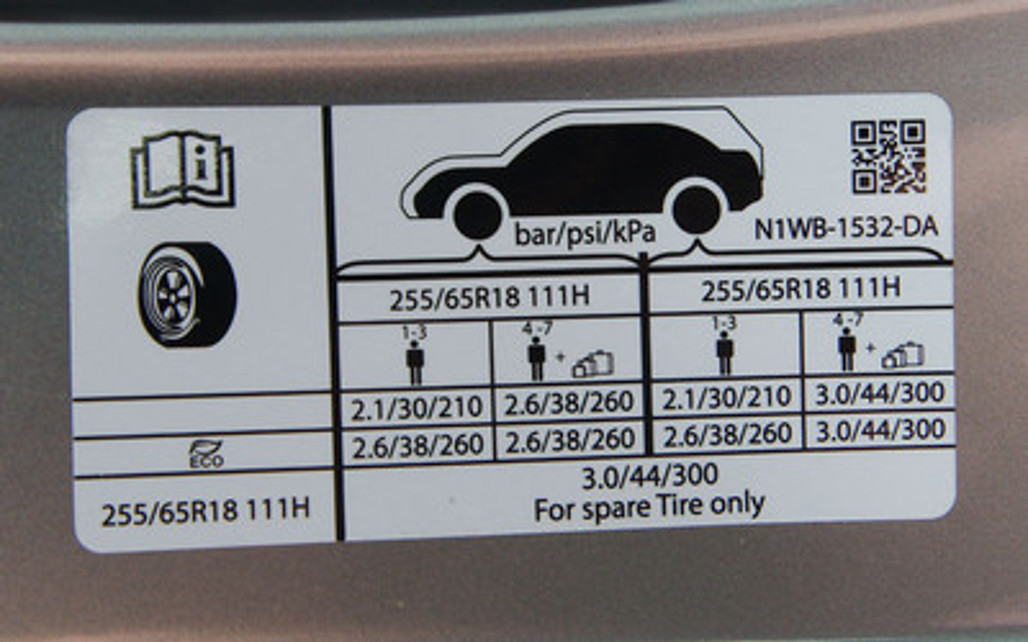 bar/psi/kPa
N1WB-1532-DA
255/65R18 111H 255/65R18 111H
1-3 4-7 + 1-3 4-7 +
2.1/30/210 2.6/38/260 2.1/30/210 3.0/44/300
ECO 2.6/38/260 2.6/38/260 2.6/38/260 3.0/44/300
255/65R18 111H
3.0/44/300
For spare Tire only